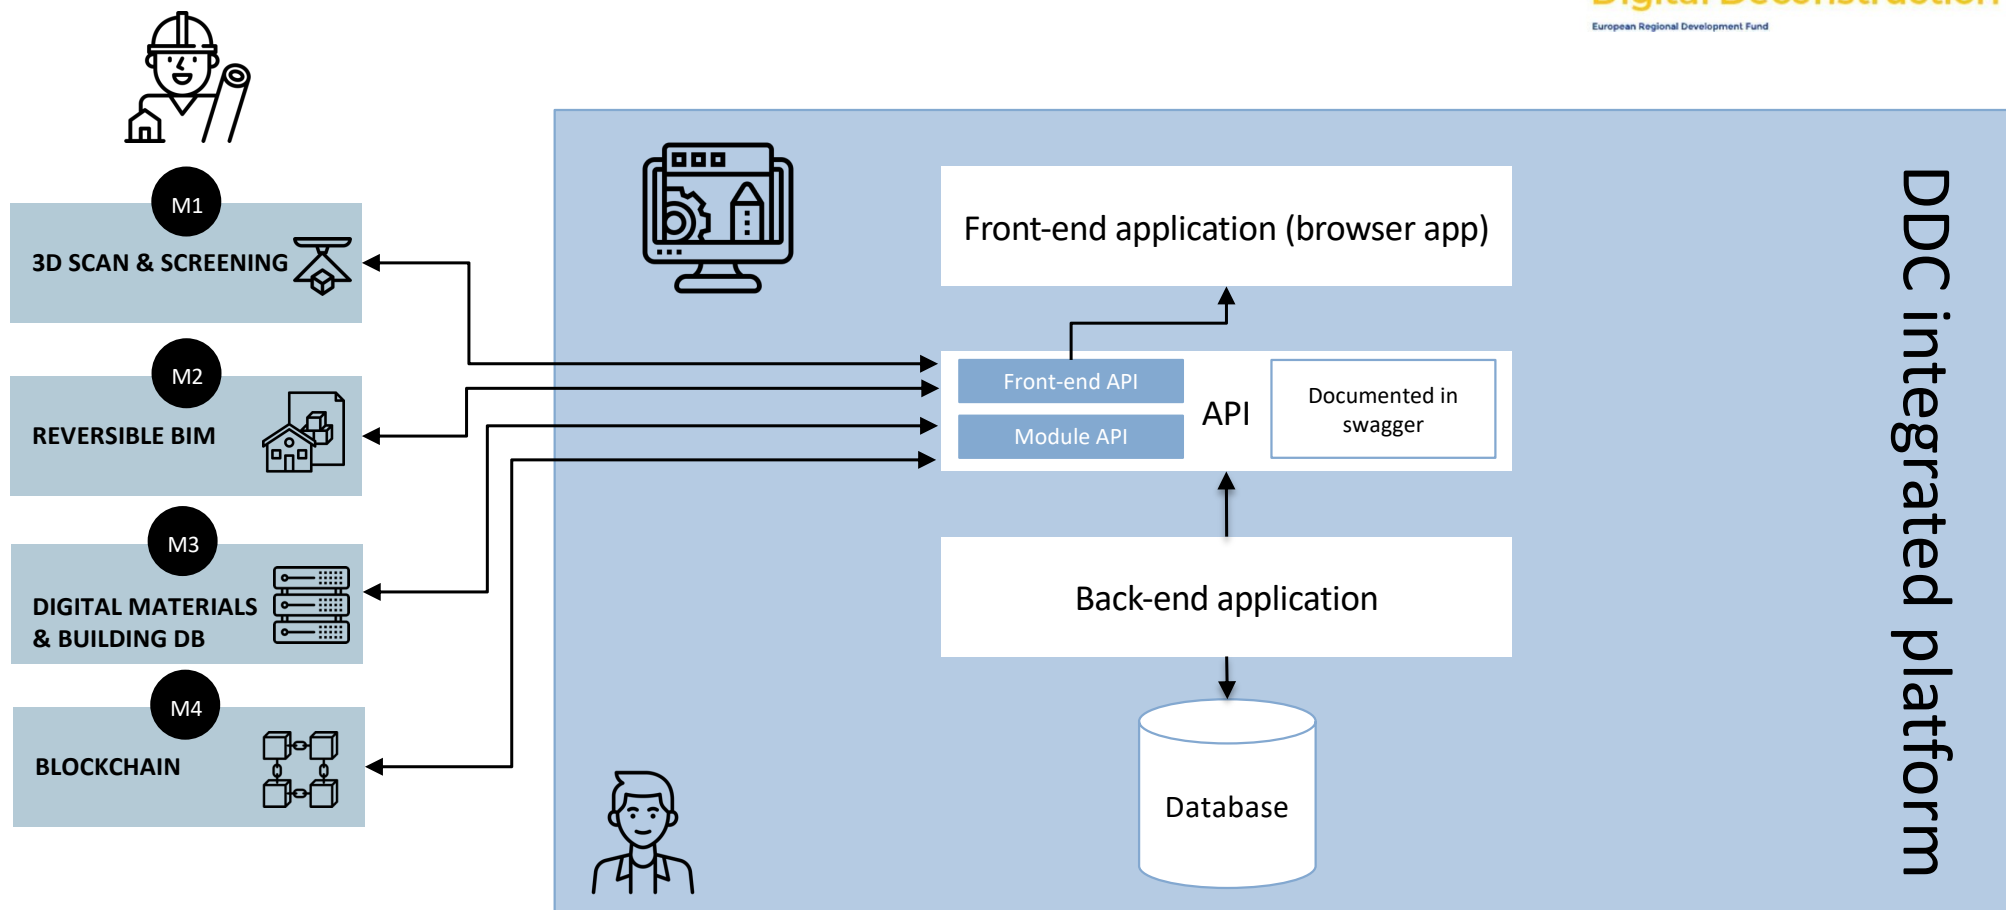 Digital Deconstruction
European Regional Development Fund
M1
3D SCAN & SCREENING
M2
REVERSIBLE BIM
M3
DIGITAL MATERIALS
& BUILDING DB
M4
BLOCKCHAIN
Front-end application (browser app)
Front-end API
Module API
API
Documented in
swagger
Back-end application
Database
DDC integrated platform